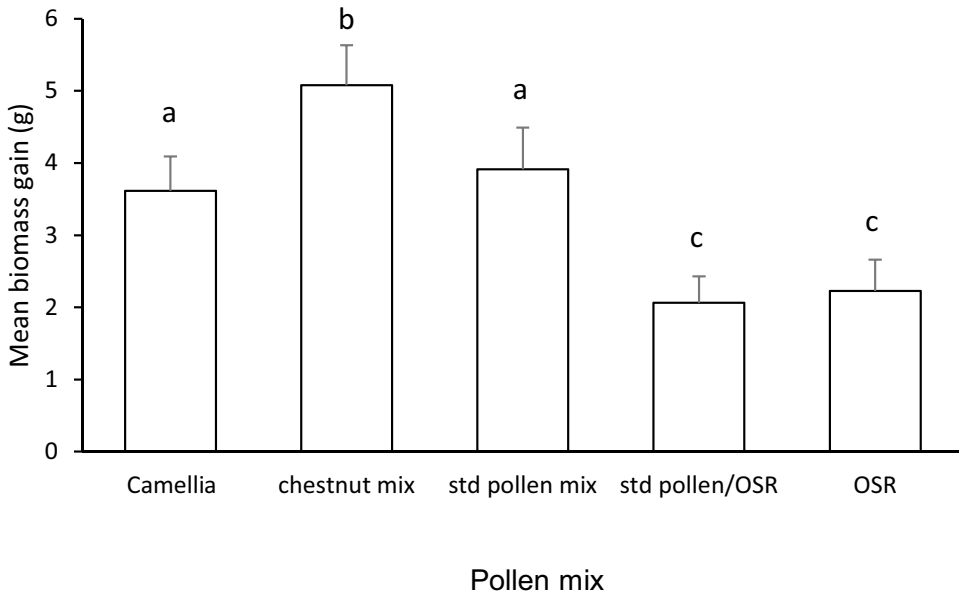 Mean biomass gain (g)
6
5
4
3
2
1
0
a
b
a
c
c
Camellia
chestnut mix
std pollen mix
std pollen/OSR
OSR
Pollen mix